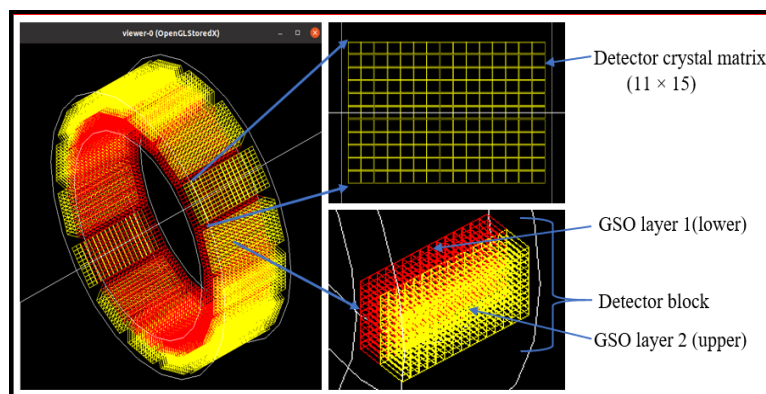 viewer-0 (OpenGLStoredX)
Detector crystal matrix
(11 × 15)
GSO layer 1(lower)
Detector block
GSO layer 2 (upper)